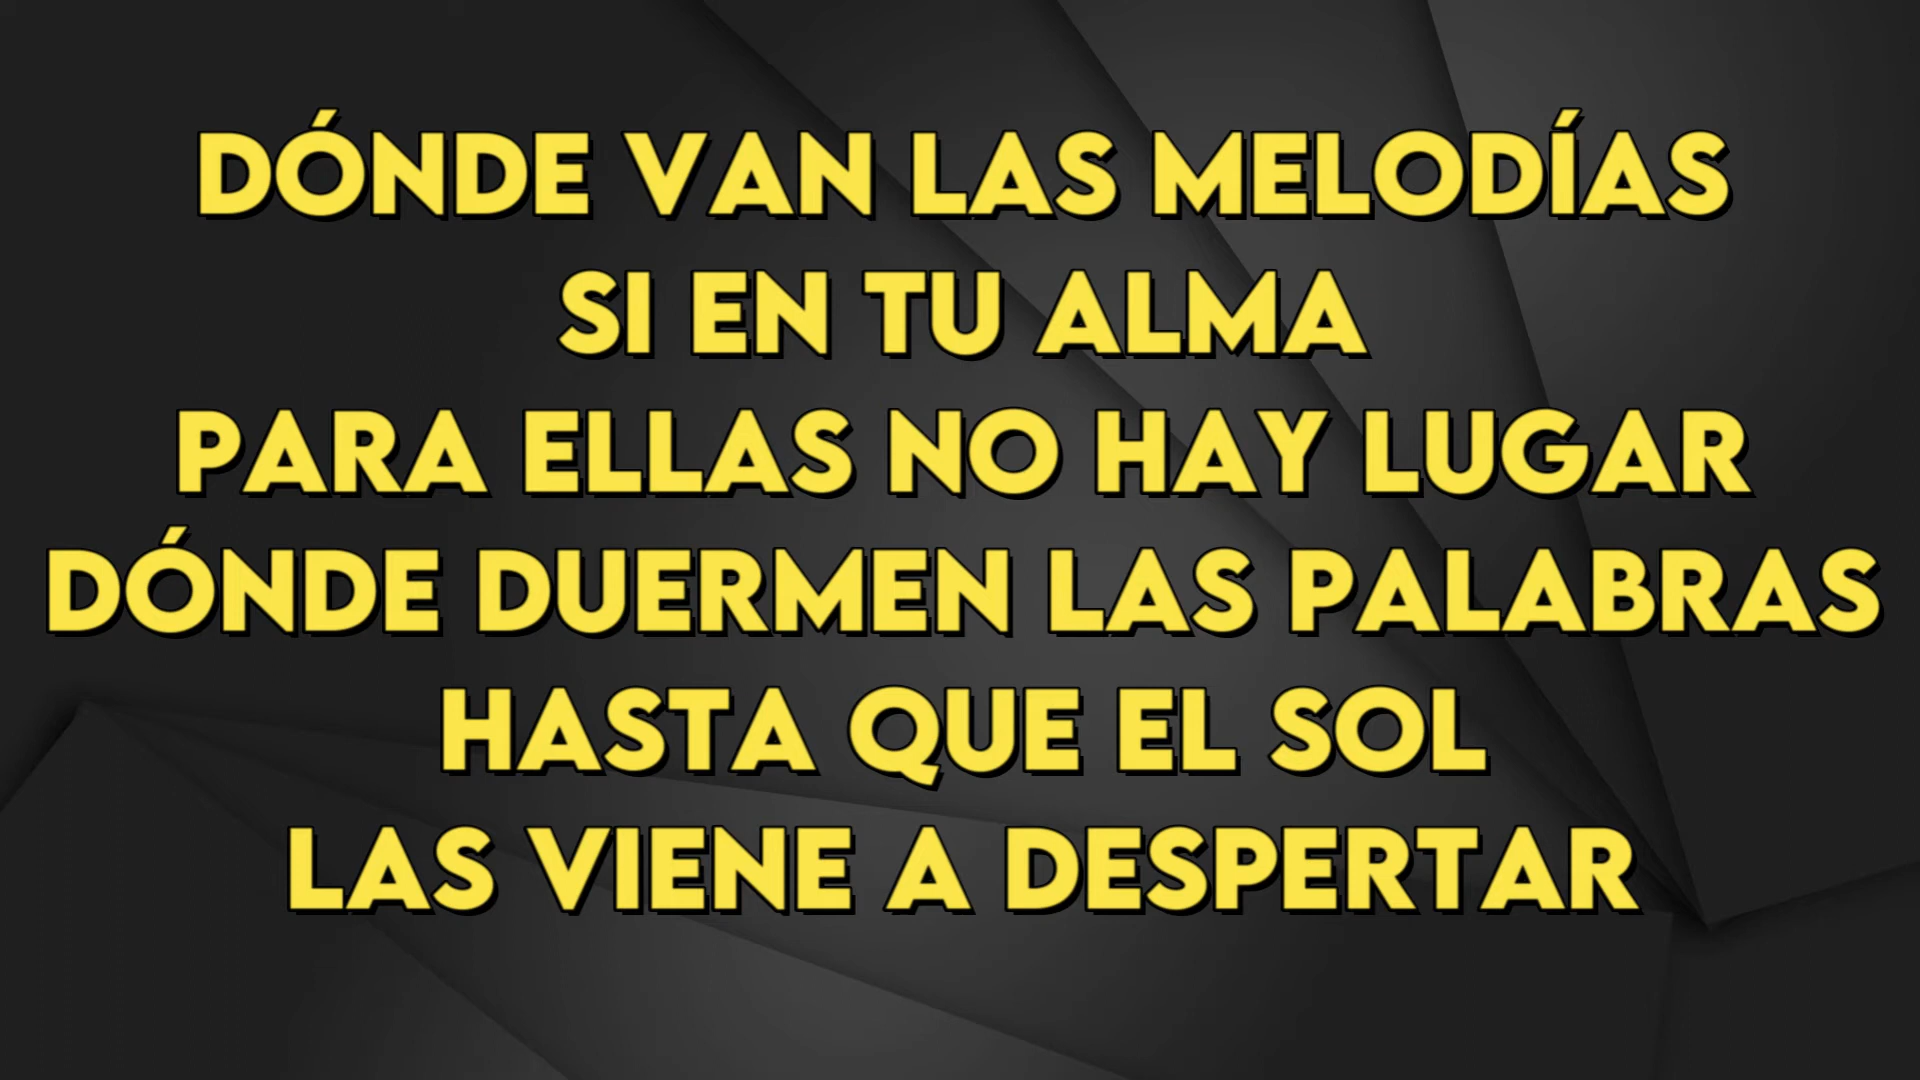 DÓNDE VAN LAS MELODÍAS
SI EN TU ALMA
PARA ELLAS NO HAY LUGAR
DÓNDE DUERMEN LAS PALABRAS
HASTA QUE EL SOL
LAS VIENE A DESPERTAR